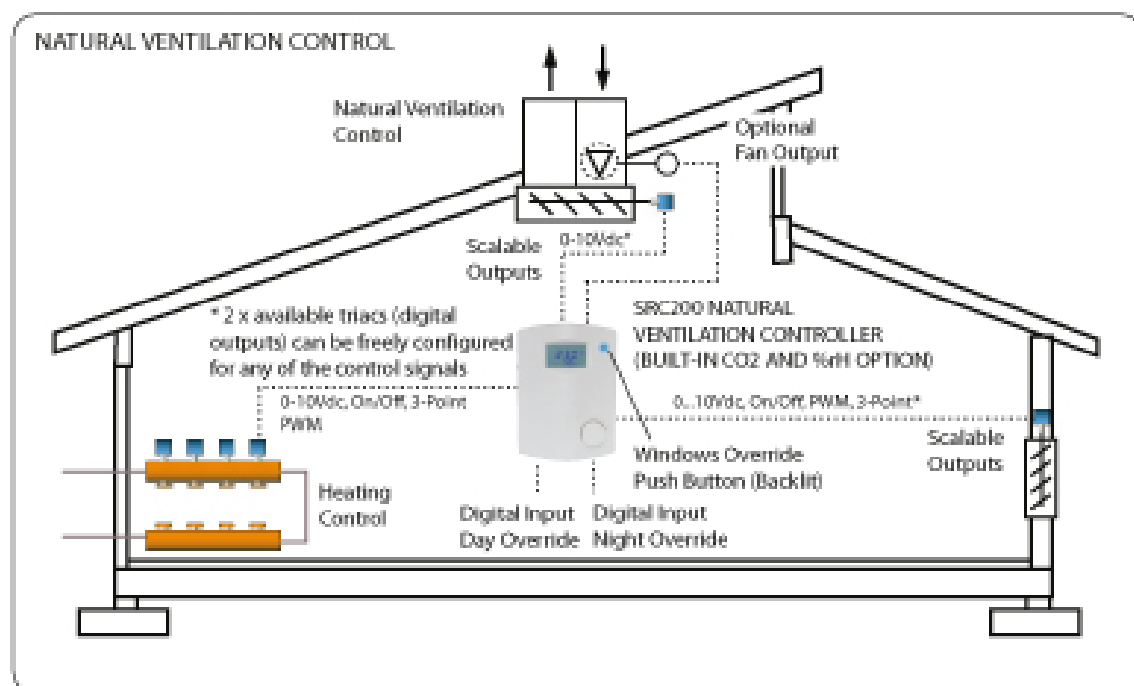 NATURAL VENTILATION CONTROL
Natural Ventilation
Control
Optional
Fan Output
Scalable
Outputs
0-10Vdc*
* 2 x available triacs (digital
outputs) can be freely configured
for any of the control signals
SRC200 NATURAL
VENTILATION CONTROLLER
(BUILT-IN CO2 AND %rH OPTION)
0-10Vdc, On/Off, 3-Point
PWM
0...10Vdc, On/Off, PWM, 3-Point*
Scalable
Outputs
Windows Override
Push Button (Backlit)
Heating
Control
Digital Input
Day Override
Digital Input
Night Override